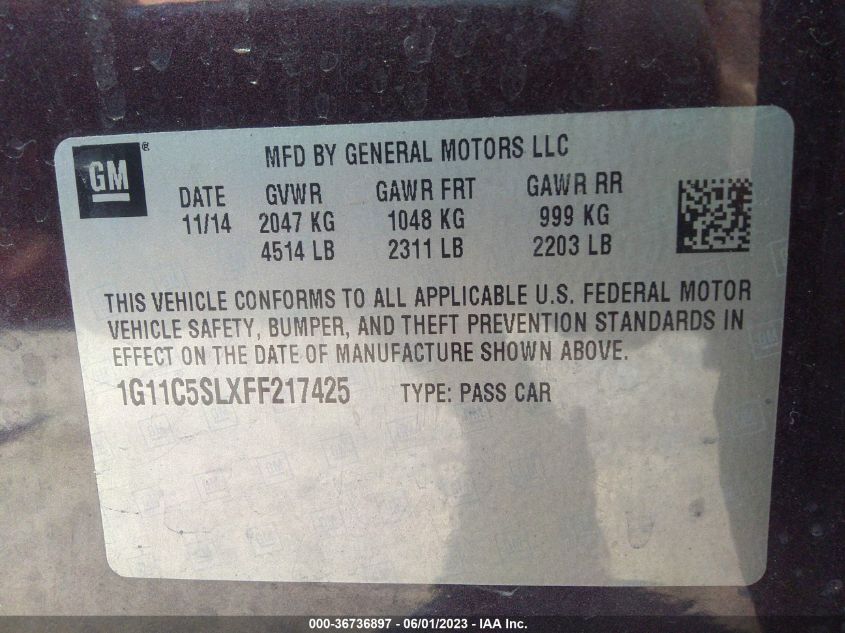 GM ®
MFD BY GENERAL MOTORS LLC
DATE GVWR GAWR FRT GAWR RR
11/14 2047 KG 1048 KG 999 KG
4514 LB 2311 LB 2203 LB
THIS VEHICLE CONFORMS TO ALL APPLICABLE U.S. FEDERAL MOTOR
VEHICLE SAFETY, BUMPER, AND THEFT PREVENTION STANDARDS IN
EFFECT ON THE DATE OF MANUFACTURE SHOWN ABOVE.
1G11C5SLXFF217425 TYPE: PASS CAR
000-36736897 - 06/01/2023 - IAA Inc.